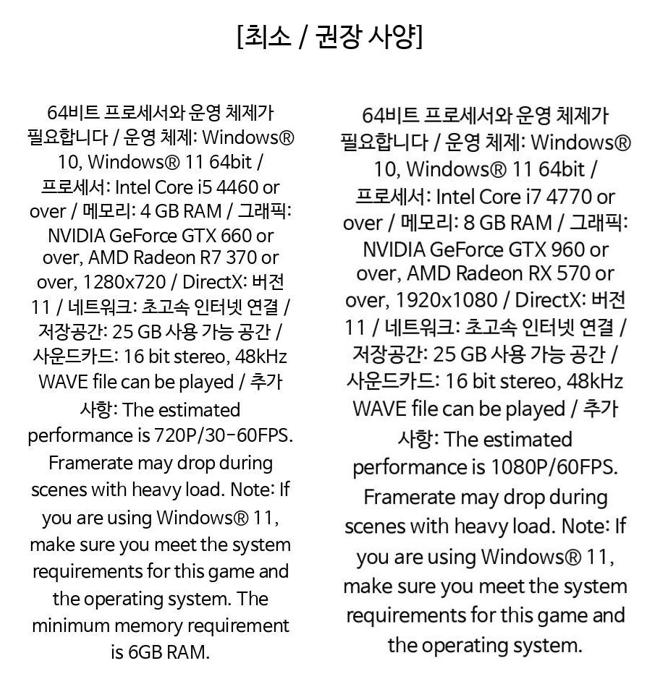 [최소 / 권장 사양]
64비트 프로세서와 운영 체제가
필요합니다 / 운영 체제: Windows®
10, Windows® 11 64bit /
프로세서: Intel Core i5 4460 or
over / 메모리: 4 GB RAM / 그래픽:
NVIDIA GeForce GTX 660 or
over, AMD Radeon R7 370 or
over, 1280x720 / DirectX: 버전
11 / 네트워크: 초고속 인터넷 연결 /
저장공간: 25 GB 사용 가능 공간 /
사운드카드: 16 bit stereo, 48kHz
WAVE file can be played / 추가
사항: The estimated
performance is 720P/30-60FPS.
Framerate may drop during
scenes with heavy load. Note: If
you are using Windows® 11,
make sure you meet the system
requirements for this game and
the operating system. The
minimum memory requirement
is 6GB RAM.
64비트 프로세서와 운영 체제가
필요합니다 / 운영 체제: Windows®
10, Windows® 11 64bit /
프로세서: Intel Core i7 4770 or
over / 메모리: 8 GB RAM / 그래픽:
NVIDIA GeForce GTX 960 or
over, AMD Radeon RX 570 or
over, 1920x1080 / DirectX: 버전
11 / 네트워크: 초고속 인터넷 연결 /
저장공간: 25 GB 사용 가능 공간 /
사운드카드: 16 bit stereo, 48kHz
WAVE file can be played / 추가
사항: The estimated
performance is 1080P/60FPS.
Framerate may drop during
scenes with heavy load. Note: If
you are using Windows® 11,
make sure you meet the system
requirements for this game and
the operating system.